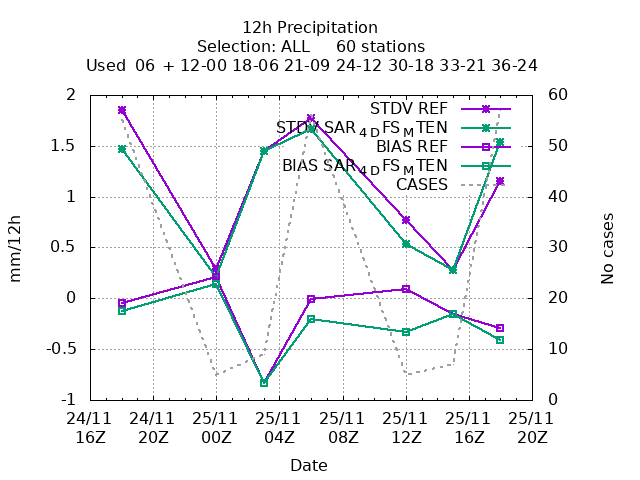 12h Precipitation
Selection: ALL 60 stations
Used 06 + 12-00 18-06 21-09 24-12 30-18 33-21 36-24
2 60
STDV REF
STDV SAR4DFSMTEN
1.5 50
BIAS REF
BIAS SAR4DFSMTEN
CASES
1 40
0.5 30
mm/12h
No cases
0 20
-0.5 10
-1 0
24/11 24/11 25/11 25/11 25/11 25/11 25/11 25/11
16Z 20Z 00Z 04Z 08Z 12Z 16Z 20Z
Date